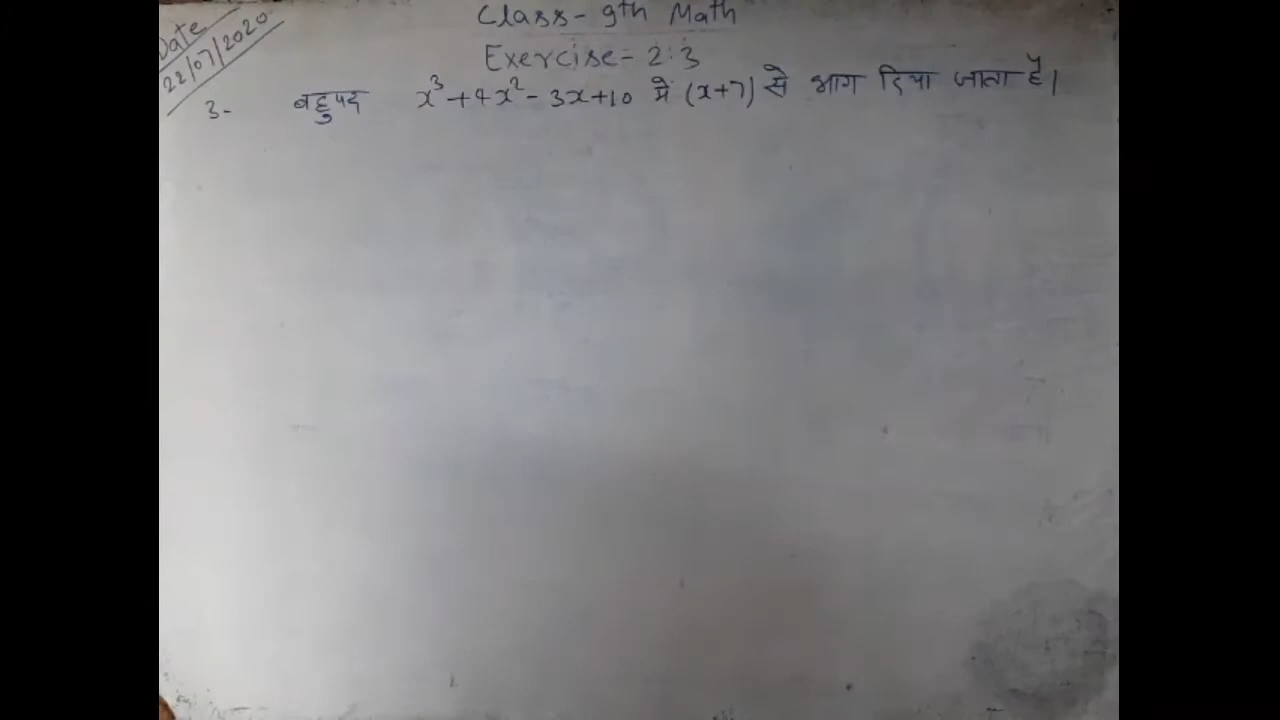 Date
22/07/2020
Class- 9th Math
Exercise- 2.3
3- बहुपद x³+4x²-3x+10 में (x+7) से भाग दिया जाता है।